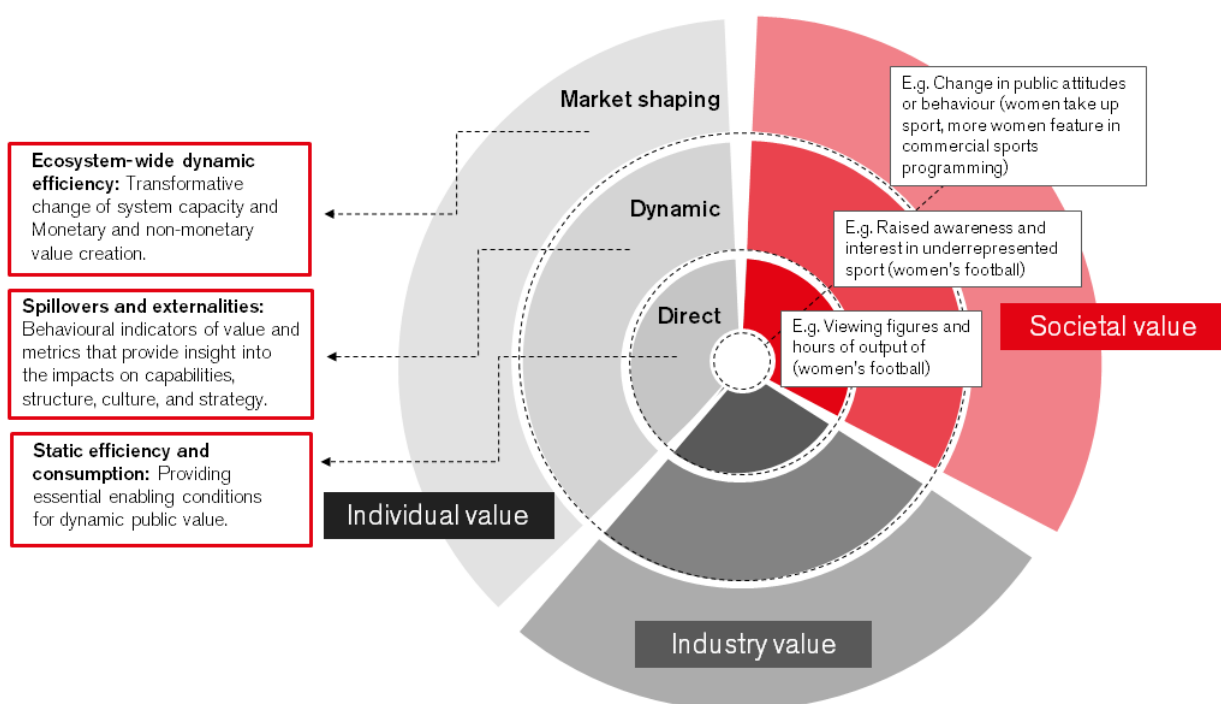 Market shaping
Dynamic
Direct
Ecosystem-wide dynamic
efficiency: Transformative
change of system capacity and
Monetary and non-monetary
value creation.
Spillovers and externalities:
Behavioural indicators of value and
metrics that provide insight into
the impacts on capabilities,
structure, culture, and strategy.
Static efficiency and
consumption: Providing
essential enabling conditions
for dynamic public value.
E.g. Change in public attitudes
or behaviour (women take up
sport, more women feature in
commercial sports
programming)
E.g. Raised awareness and
interest in underrepresented
sport (women's football)
E.g. Viewing figures and
hours of output of
(women's football)
Societal value
Individual value
Industry value